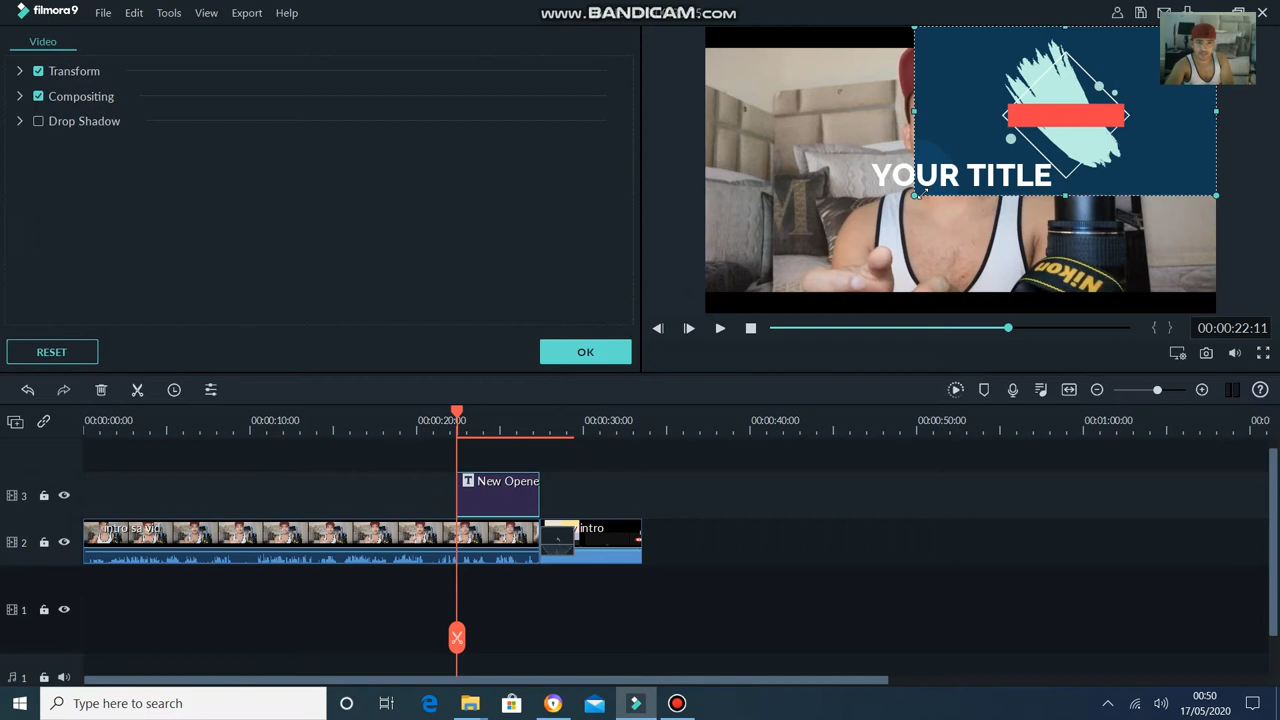 filmora9
File Edit Tools View Export Help
www.BANDICAM.com
Video
Transform
Compositing
Drop Shadow
RESET
OK
YOUR TITLE
Nikon
M
00:00:22:11
00:00:00:00 00:00:10:00 00:00:20:00 00:00:30:00 00:00:40:00 00:00:50:00 00:01:00:00 00:0
3
T New Opene
2
intro sa vid
intro
1
1
Type here to search
00:50
17/05/2020